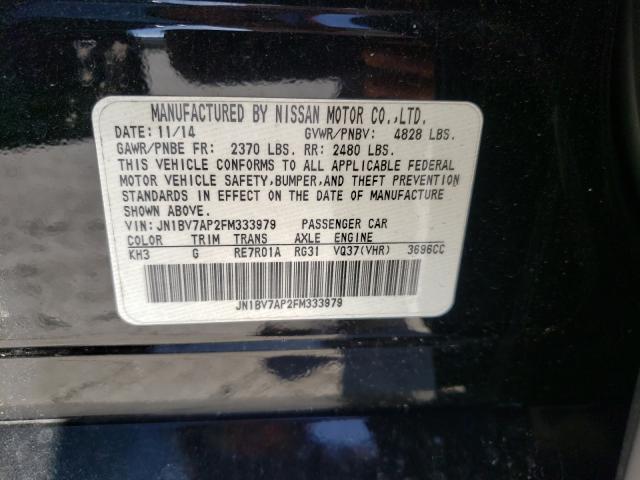 MANUFACTURED BY NISSAN MOTOR CO.,LTD.
DATE: 11/14 GVWR/PNBV: 4828 LBS.
GAWR/PNBE FR: 2370 LBS. RR: 2480 LBS.
THIS VEHICLE CONFORMS TO ALL APPLICABLE FEDERAL
MOTOR VEHICLE SAFETY,BUMPER,AND THEFT PREVENTION
STANDARDS IN EFFECT ON THE DATE OF MANUFACTURE
SHOWN ABOVE.
VIN: JN1BV7AP2FM333979 PASSENGER CAR
COLOR TRIM TRANS AXLE ENGINE
KH3 G RE7R01A RG31 VQ37(VHR) 3696CC
JN1BV7AP2FM333979